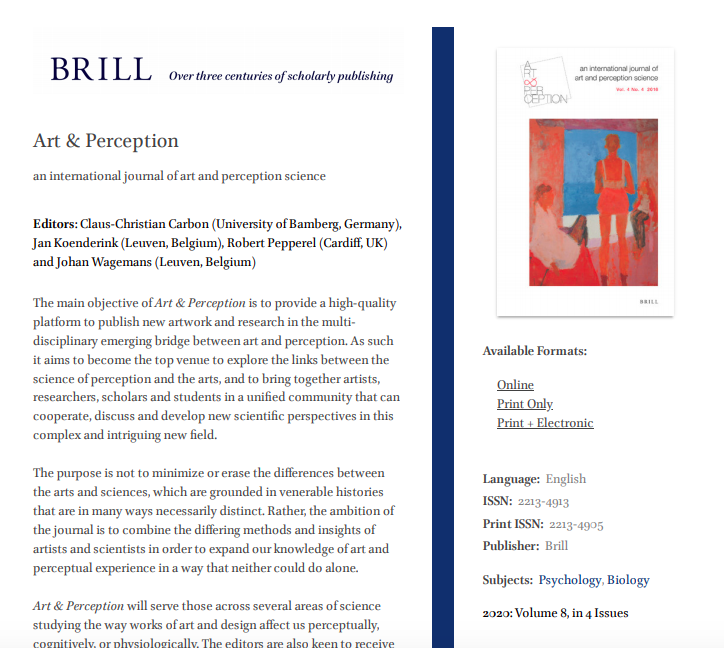 BRILL Over three centuries of scholarly publishing
Art & Perception
an international journal of art and perception science
Editors: Claus-Christian Carbon (University of Bamberg, Germany),
Jan Koenderink (Leuven, Belgium), Robert Pepperel (Cardiff, UK)
and Johan Wagemans (Leuven, Belgium)
The main objective of Art & Perception is to provide a high-quality
platform to publish new artwork and research in the multi-
disciplinary emerging bridge between art and perception. As such
it aims to become the top venue to explore the links between the
science of perception and the arts, and to bring together artists,
researchers, scholars and students in a unified community that can
cooperate, discuss and develop new scientific perspectives in this
complex and intriguing new field.
The purpose is not to minimize or erase the differences between
the arts and sciences, which are grounded in venerable histories
that are in many ways necessarily distinct. Rather, the ambition of
the journal is to combine the differing methods and insights of
artists and scientists in order to expand our knowledge of art and
perceptual experience in a way that neither could do alone.
Art & Perception will serve those across several areas of science
studying the way works of art and design affect us perceptually,
cognitively, or physiologically. The editors are also keen to receive
ART
&
PER
CEPTION
an international journal of
art and perception science
Vol. 4 No. 4 2016
BRILL
Available Formats:
Online
Print Only
Print + Electronic
Language: English
ISSN: 2213-4913
Print ISSN: 2213-4905
Publisher: Brill
Subjects: Psychology, Biology
2020: Volume 8, in 4 Issues